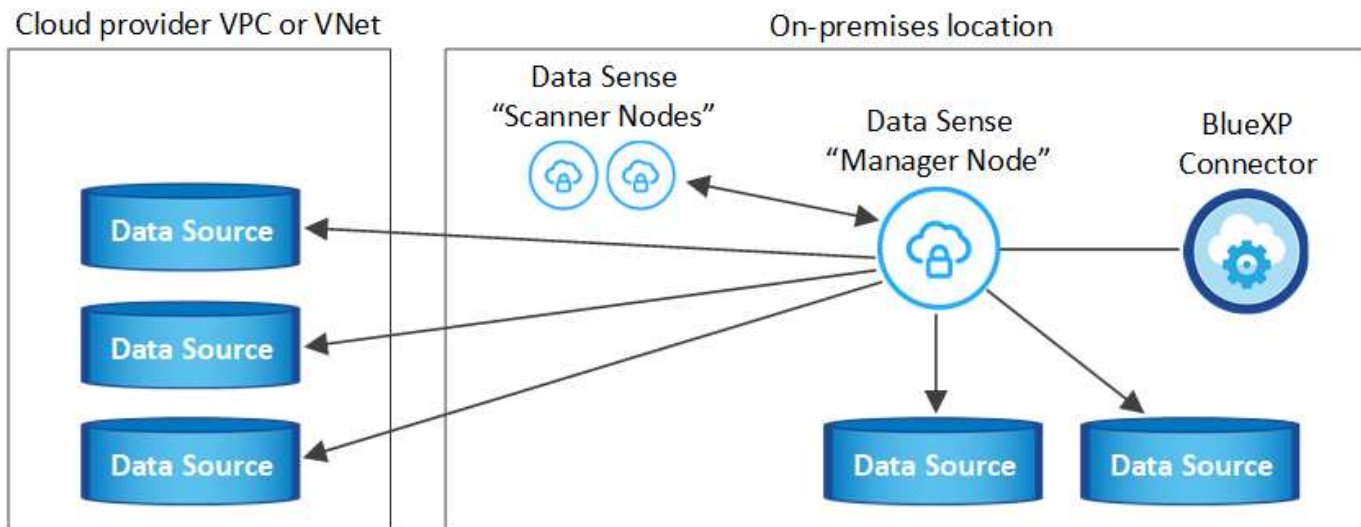 Cloud provider VPC or VNet
On-premises location
Data Sense
“Scanner Nodes”
Data Sense
“Manager Node”
BlueXP
Connector
Data Source
Data Source
Data Source
Data Source
Data Source